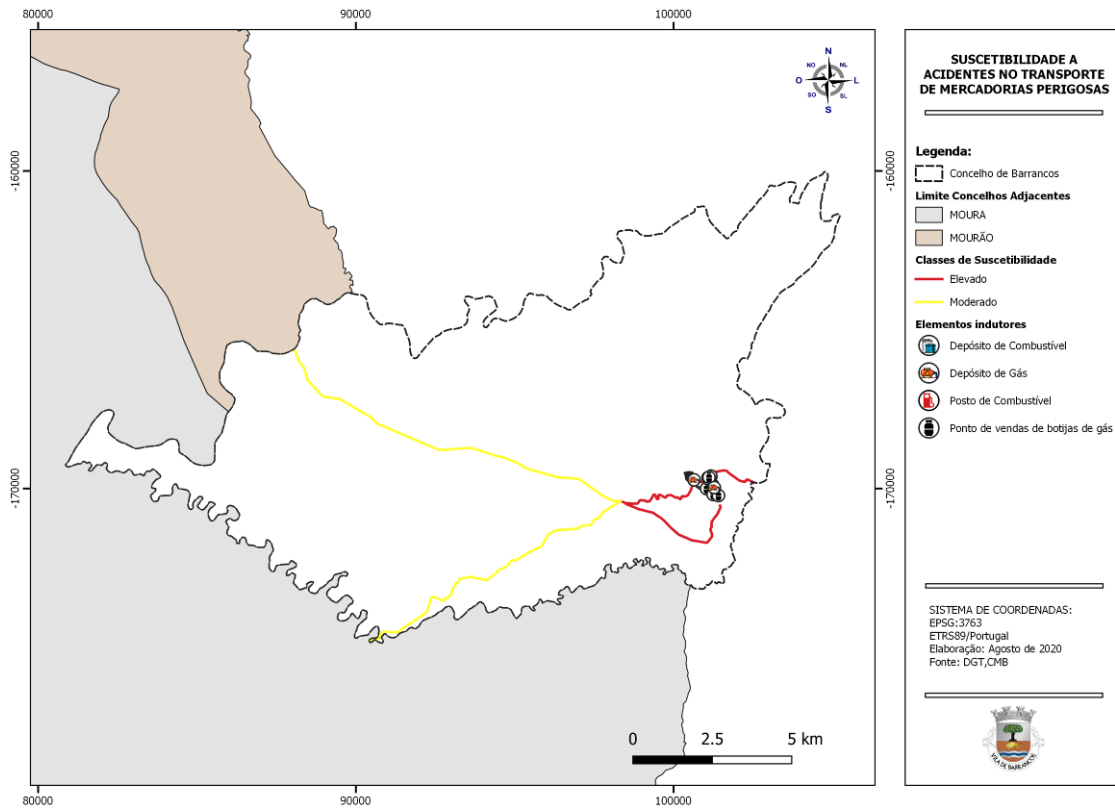 80000
90000
100000
N
NO
NL
O
L
SO
SL
S
-160000
-160000
-170000
-170000
0
2.5
5 km
80000
90000
100000
SUSCETIBILIDADE A
ACIDENTES NO TRANSPORTE
DE MERCADORIAS PERIGOSAS
Legenda:
Concelho de Barrancos
Limite Concelhos Adjacentes
MOURA
MOURÃO
Classes de Suscetibilidade
Elevado
Moderado
Elementos indutores
Depósito de Combustível
Depósito de Gás
Posto de Combustível
Ponto de vendas de botijas de gás
SISTEMA DE COORDENADAS:
EPSG:3763
ETRS89/Portugal
Elaboração: Agosto de 2020
Fonte: DGT,CMB
VILA DE BARRANCOS